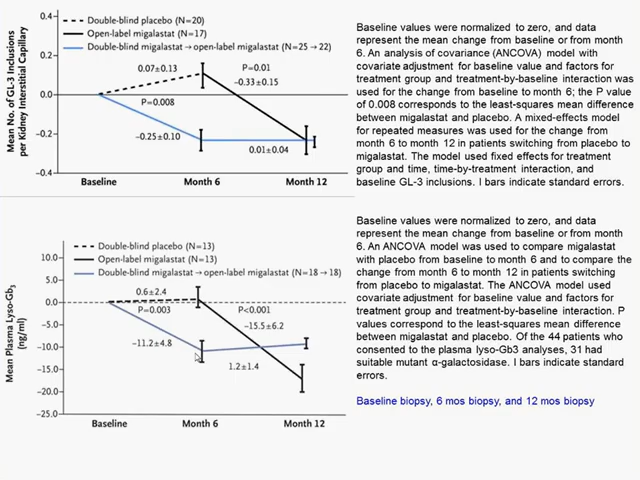 Double-blind placebo (N=20)
Open-label migalastat (N=17)
Double-blind migalastat → open-label migalastat (N=25 → 22)
Mean No. of GL-3 Inclusions
per Kidney Interstitial Capillary
0.4
0.2
0.0
-0.2
-0.4
0.07±0.13
P=0.01
-0.33±0.15
P=0.008
-0.25±0.10
0.01±0.04
Baseline
Month 6
Month 12
Baseline values were normalized to zero, and data
represent the mean change from baseline or from month
6. An analysis of covariance (ANCOVA) model with
covariate adjustment for baseline value and factors for
treatment group and treatment-by-baseline interaction was
used for the change from baseline to month 6; the P value
of 0.008 corresponds to the least-squares mean difference
between migalastat and placebo. A mixed-effects model
for repeated measures was used for the change from
month 6 to month 12 in patients switching from placebo to
migalastat. The model used fixed effects for treatment
group and time, time-by-treatment interaction, and
baseline GL-3 inclusions. I bars indicate standard errors.
Double-blind placebo (N=13)
Open-label migalastat (N=13)
Double-blind migalastat → open-label migalastat (N=18 → 18)
Mean Plasma Lyso-Gb3
(ng/ml)
10.0
5.0
0.0
-5.0
-10.0
-15.0
-20.0
-25.0
0.6±2.4
P=0.003
P<0.001
-15.5±6.2
-11.2±4.8
1.2±1.4
Baseline
Month 6
Month 12
Baseline values were normalized to zero, and data
represent the mean change from baseline or from month
6. An ANCOVA model was used to compare migalastat
with placebo from baseline to month 6 and to compare the
change from month 6 to month 12 in patients switching
from placebo to migalastat. The ANCOVA model used
covariate adjustment for baseline value and factors for
treatment group and treatment-by-baseline interaction. P
values correspond to the least-squares mean difference
between migalastat and placebo. Of the 44 patients who
consented to the plasma lyso-Gb3 analyses, 31 had
suitable mutant α-galactosidase. I bars indicate standard
errors.
Baseline biopsy, 6 mos biopsy, and 12 mos biopsy